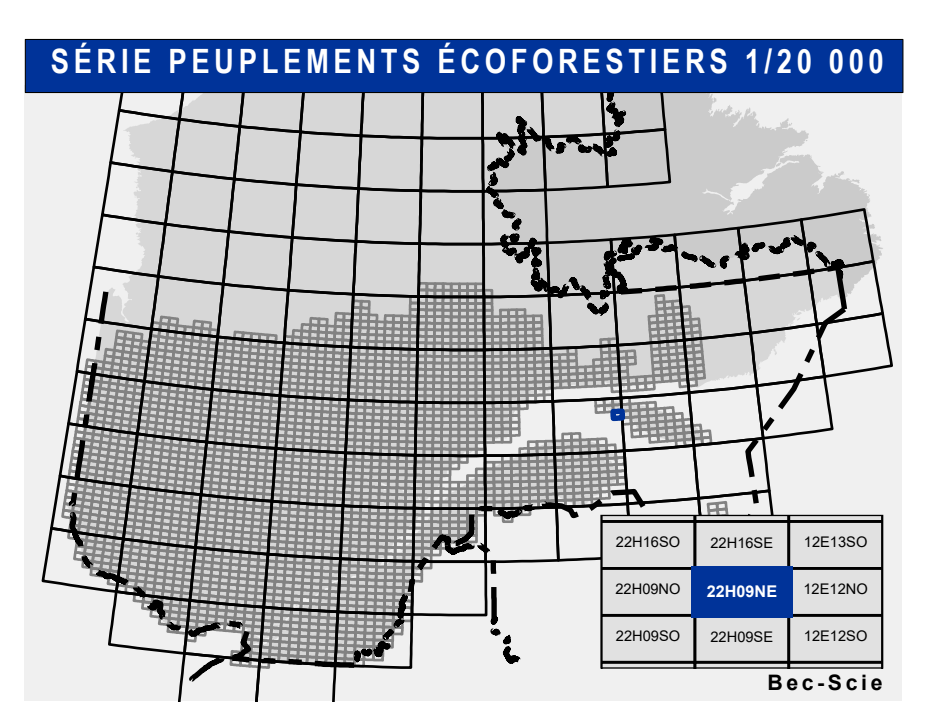 SÉRIE PEUPLEMENTS ÉCOFORESTIERS 1/20 000
22H16SO 22H16SE 12E13SO
22H09NO 22H09NE 12E12NO
22H09SO 22H09SE 12E12SO
Bec-Scie